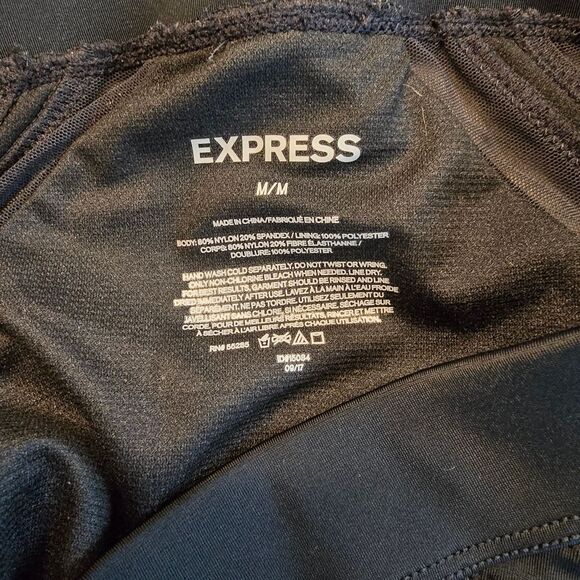 EXPRESS
M/M
MADE IN CHINA/FABRIQUÉ EN CHINE
BODY: 80% NYLON 20% SPANDEX / LINING: 100% POLYESTER
CORPS: 80% NYLON 20% FIBRE ÉLASTHANNE /
DOUBLURE: 100% POLYESTER
HAND WASH COLD SEPARATELY. DO NOT TWIST OR WRING.
ONLY NON-CHLORINE BLEACH WHEN NEEDED. LINE DRY.
BEST RESULTS, GARMENT SHOULD BE RINSED AND LINE
DRIED IMMEDIATELY AFTER USE. LAVEZ À LA MAIN À L'EAU FROIDE
SÉPAREMENT. NE PAS TORDRE, UTILISEZ SEULEMENT DU
JAVELLISANT SANS CHLORE, SI NÉCESSAIRE. SÉCHAGE SUR
CORDE. POUR DE MEILLEURS RÉSULTATS, RINCER ET METTRE
À SÉCHER À L'AIR LIBRE APRÈS CHAQUE UTILISATION.
RN# 55285
ID#15084
09/17